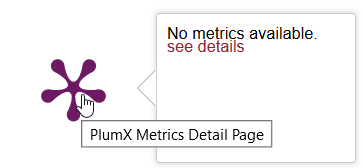 No metrics available.
see details
PlumX Metrics Detail Page